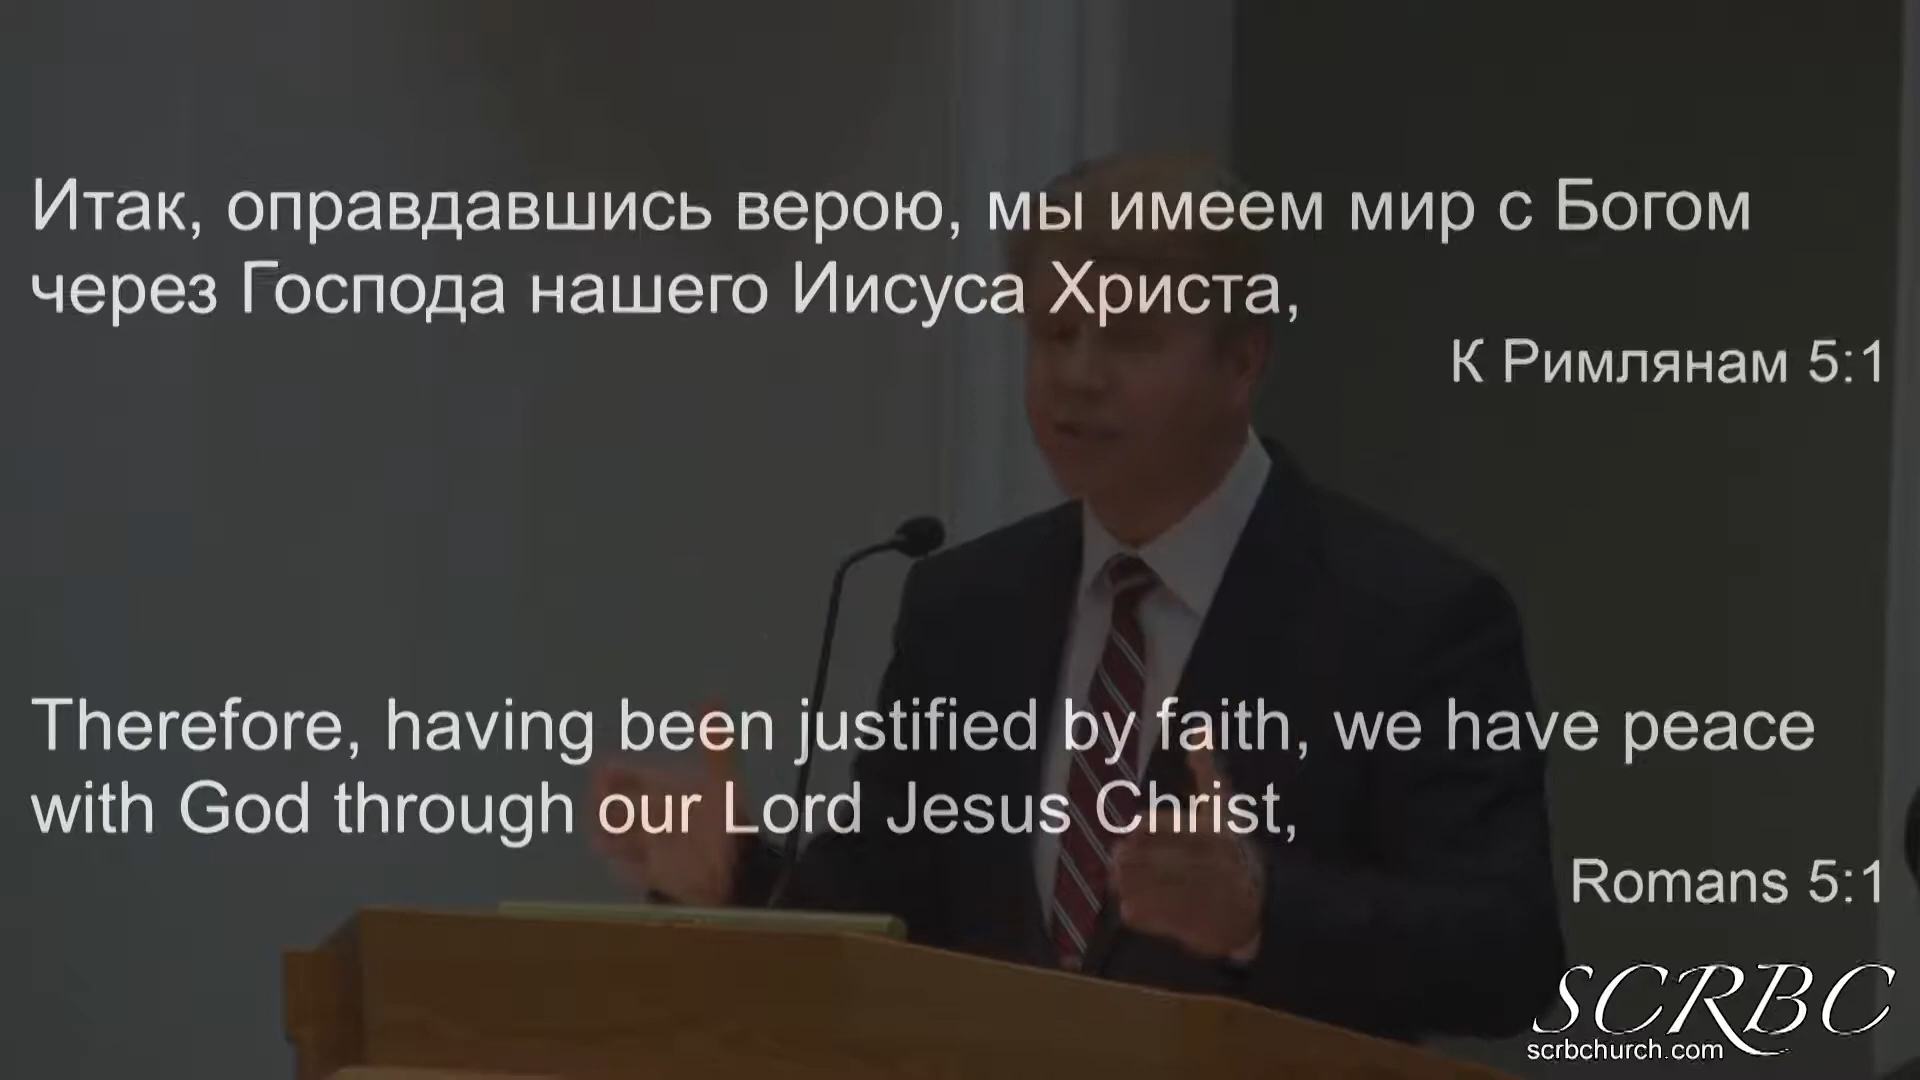 Итак, оправдавшись верою, мы имеем мир с Богом
через Господа нашего Иисуса Христа,
К Римлянам 5:1
Therefore, having been justified by faith, we have peace
with God through our Lord Jesus Christ,
Romans 5:1
SCRBC
scrbchurch.com